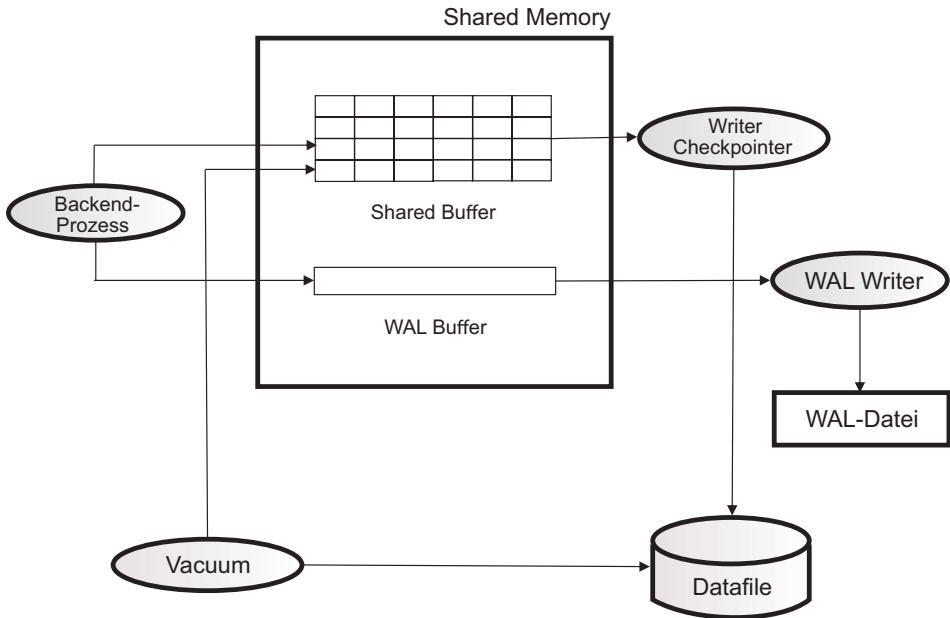 Shared Memory
Writer
Checkpointer
Backend-
Prozess
Shared Buffer
WAL Writer
WAL Buffer
WAL-Datei
Vacuum
Datafile